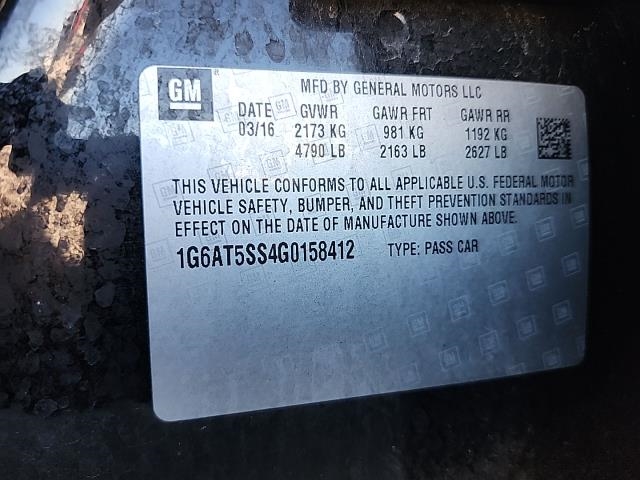 GM
MFD BY GENERAL MOTORS LLC
DATE GVWR GAWR FRT GAWR RR
03/16 2173 KG 981 KG 1192 KG
4790 LB 2163 LB 2627 LB
THIS VEHICLE CONFORMS TO ALL APPLICABLE U.S. FEDERAL MOTOR
VEHICLE SAFETY, BUMPER, AND THEFT PREVENTION STANDARDS IN
EFFECT ON THE DATE OF MANUFACTURE SHOWN ABOVE.
1G6AT5SS4G0158412 TYPE: PASS CAR